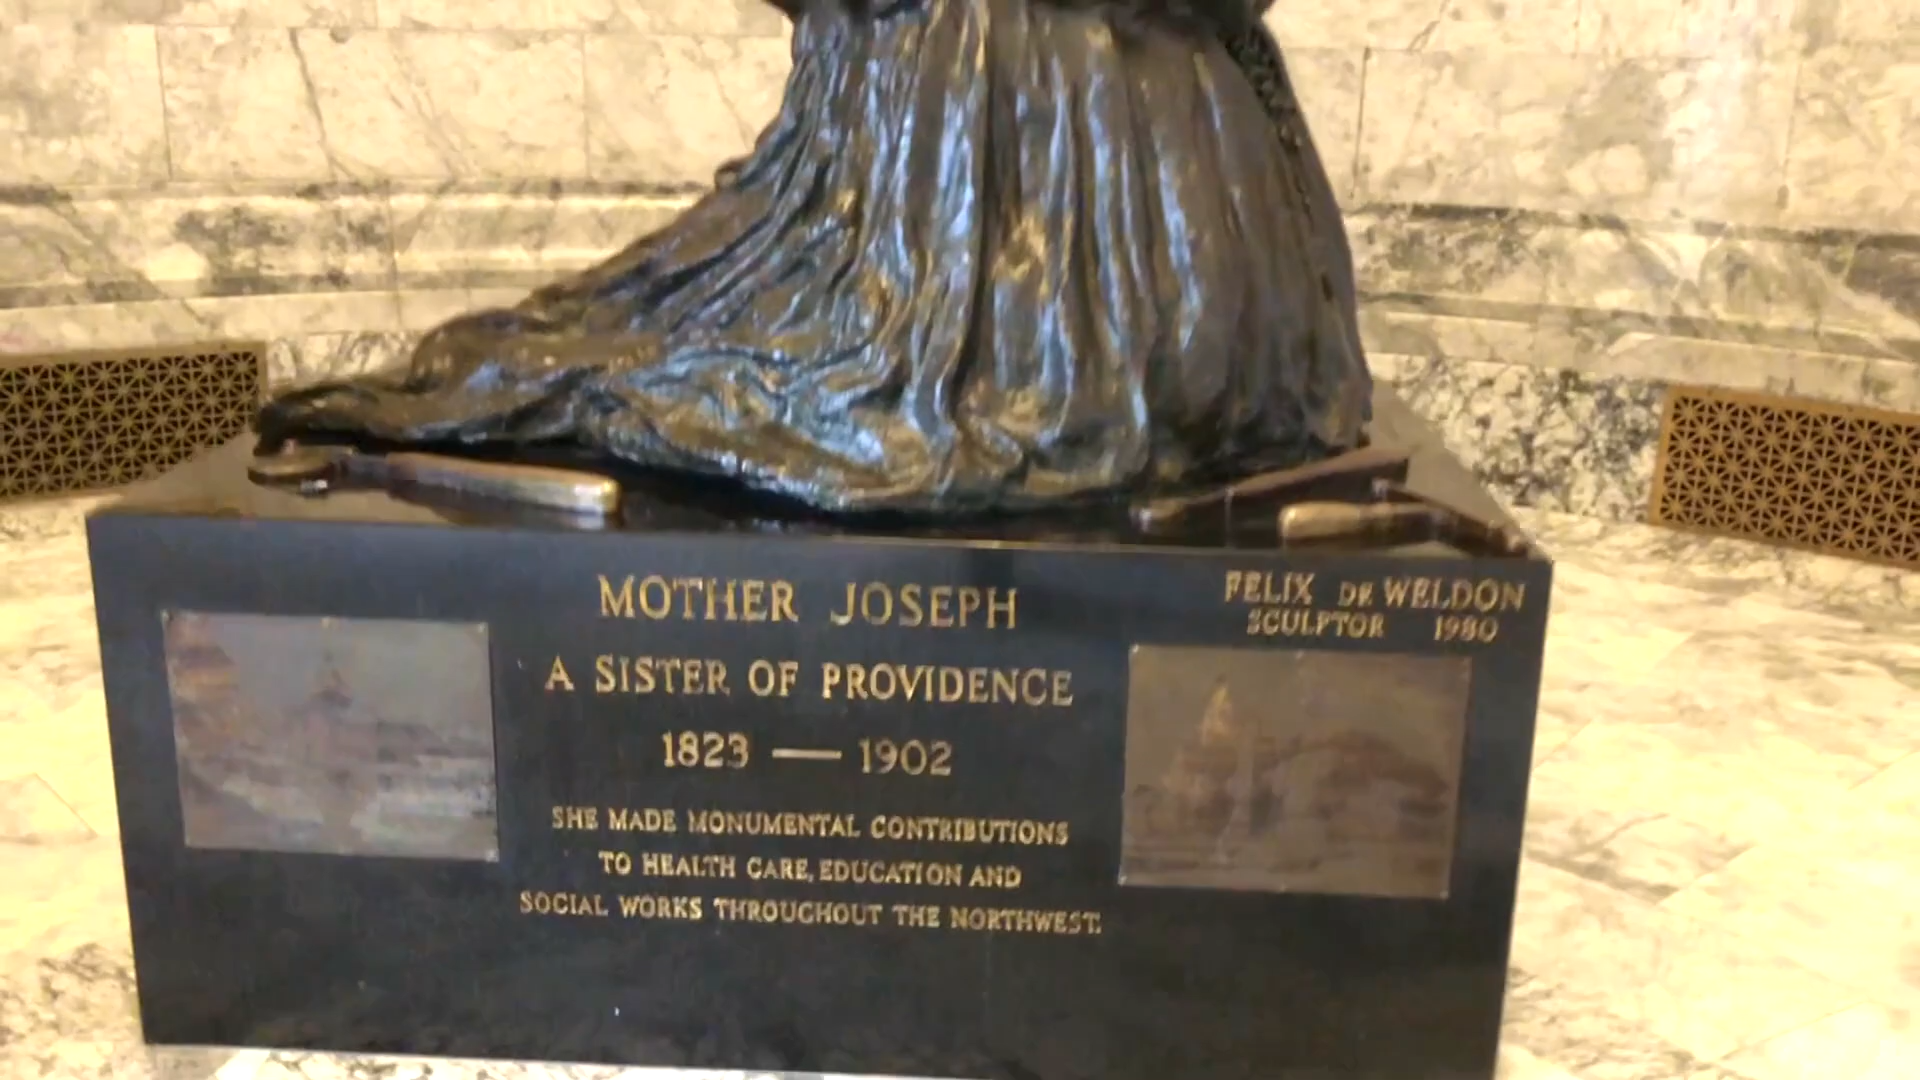 MOTHER JOSEPH
A SISTER OF PROVIDENCE
1823 — 1902
SHE MADE MONUMENTAL CONTRIBUTIONS
TO HEALTH CARE, EDUCATION AND
SOCIAL WORKS THROUGHOUT THE NORTHWEST.
FELIX DE WELDON
SCULPTOR 1980